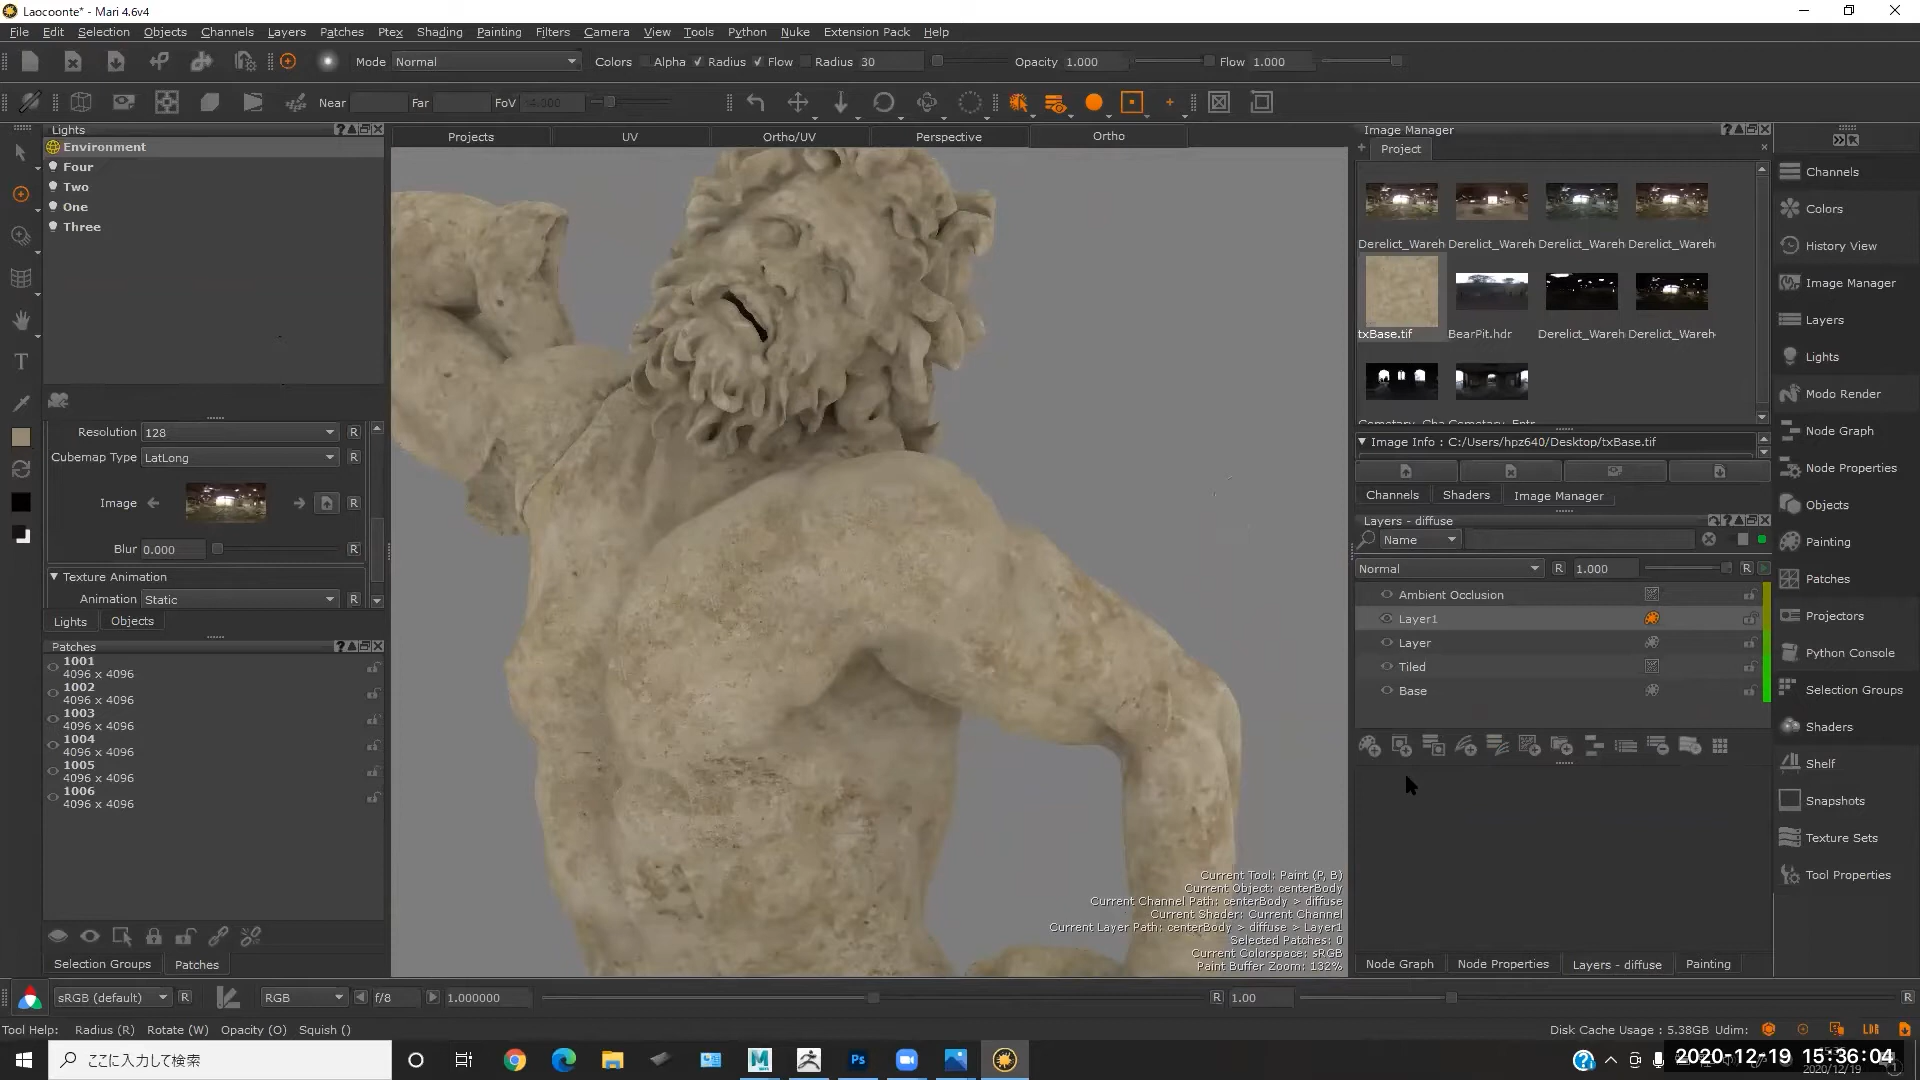 Laocoonte* - Mari 4.6v4
File Edit Selection Objects Channels Layers Patches Ptex Shading Painting Filters Camera View Tools Python Nuke Extension Pack Help
Mode Normal Colors Alpha Radius Flow Radius 30 Opacity 1.000 Flow 1.000
Near Far FoV
Lights
Environment
Four
Two
One
Three
Resolution 128 R
Cubemap Type LatLong R
Image R
Blur 0.000 R
Texture Animation
Animation Static R
Lights Objects
Patches
1001
4096 x 4096
1002
4096 x 4096
1003
4096 x 4096
1004
4096 x 4096
1005
4096 x 4096
1006
4096 x 4096
Selection Groups Patches
Projects UV Ortho/UV Perspective Ortho
Current Tool: Paint (P, B)
Current Object: centerBody
Current Channel Path: centerBody > diffuse
Current Shader: Current Channel
Current Layer Path: centerBody > diffuse > Layer1
Selected Patches: 0
Current Colorspace: sRGB
Paint Buffer Zoom: 132%
Image Manager
Project
Derelict_Wareh Derelict_Wareh Derelict_Wareh Derelict_Wareh
txBase.tif BearPit.hdr Derelict_Wareh Derelict_Wareh
Image Info : C:/Users/hpz640/Desktop/txBase.tif
Channels Shaders Image Manager
Layers - diffuse
Name
Normal R 1.000 R
Ambient Occlusion
Layer1
Layer
Tiled
Base
Node Graph Node Properties Layers - diffuse Painting
Channels
Colors
History View
Image Manager
Layers
Lights
Modo Render
Node Graph
Node Properties
Objects
Painting
Patches
Projectors
Python Console
Selection Groups
Shaders
Shelf
Snapshots
Texture Sets
Tool Properties
sRGB (default) R RGB f/8 1.000000 R 1.00 R
Tool Help: Radius (R) Rotate (W) Opacity (O) Squish () Disk Cache Usage : 5.38GB Udim: LDR
ここに入力して検索
2020-12-19 15:36:04
2020/12/19